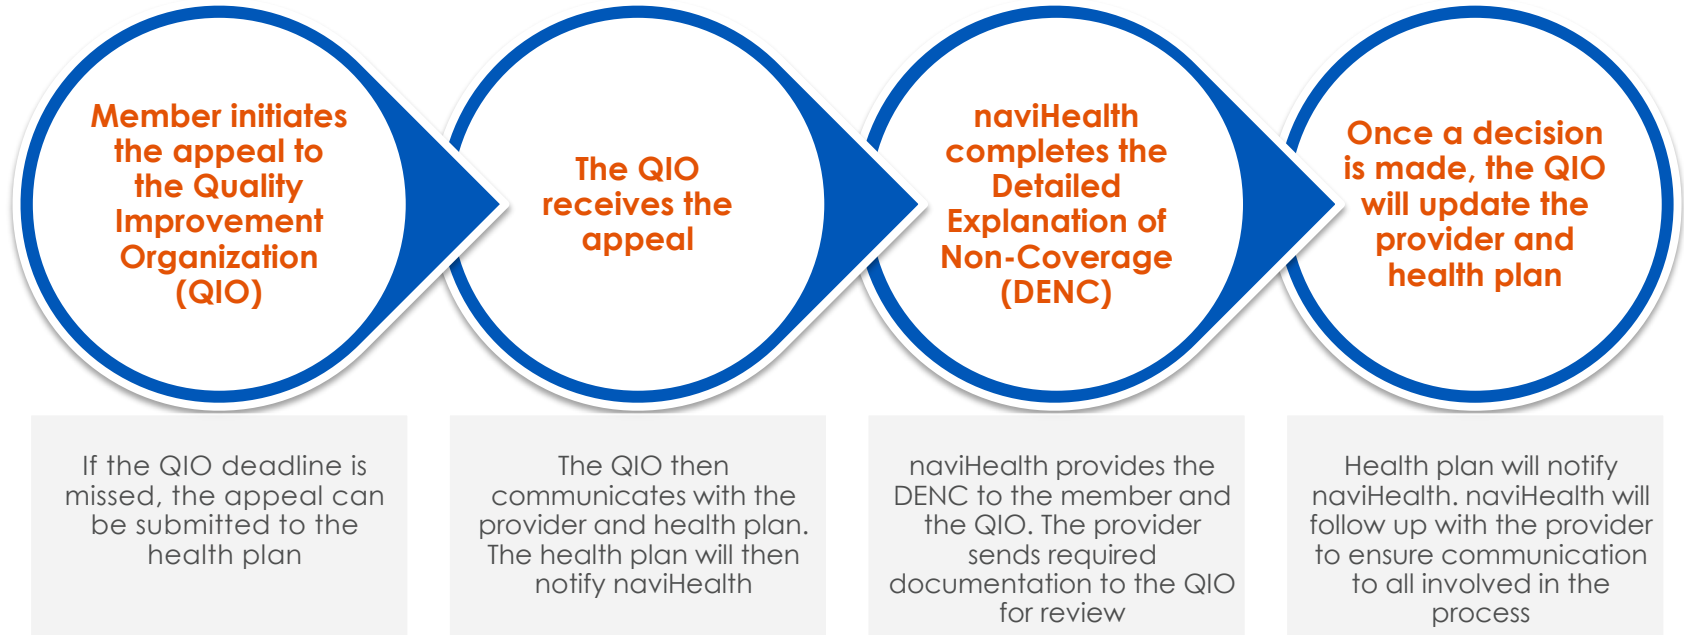 Member initiates
the appeal to
the Quality
Improvement
Organization
(QIO)
If the QIO deadline is
missed, the appeal can
be submitted to the
health plan
The QIO
receives the
appeal
The QIO then
communicates with the
provider and health plan.
The health plan will then
notify naviHealth
naviHealth
completes the
Detailed
Explanation of
Non-Coverage
(DENC)
naviHealth provides the
DENC to the member and
the QIO. The provider
sends required
documentation to the QIO
for review
Once a decision
is made, the QIO
will update the
provider and
health plan
Health plan will notify
naviHealth. naviHealth will
follow up with the provider
to ensure communication
to all involved in the
process